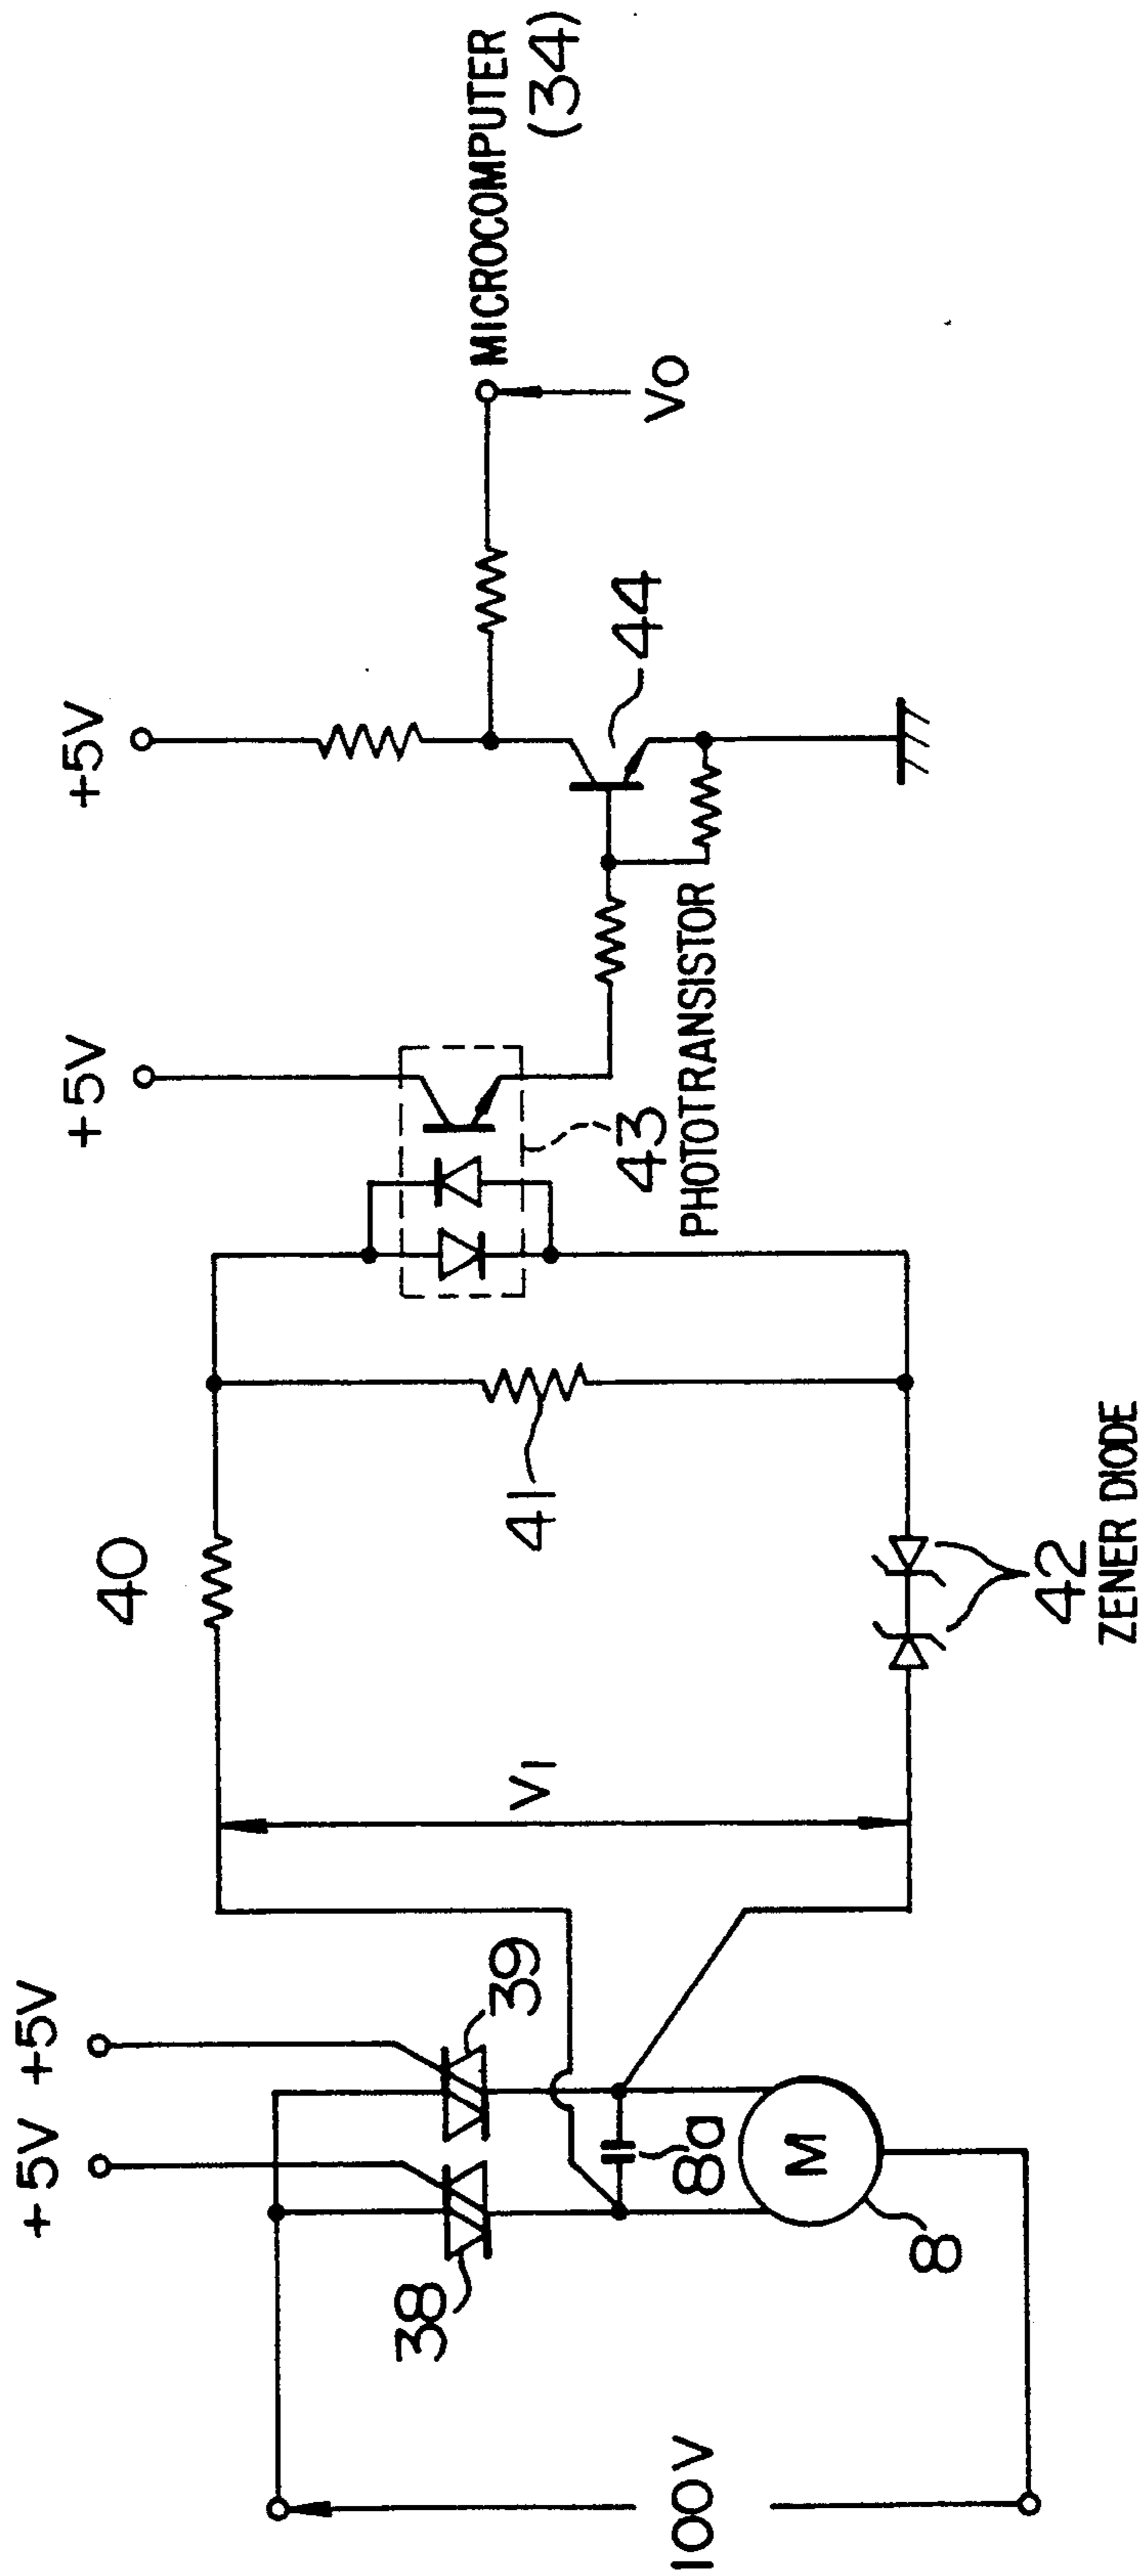 +5V +5V
38
39
100V
M
8
8a
V1
40
41
42
ZENER DIODE
+5V
43
PHOTOTRANSISTOR
+5V
44
VO
MICROCOMPUTER
(34)